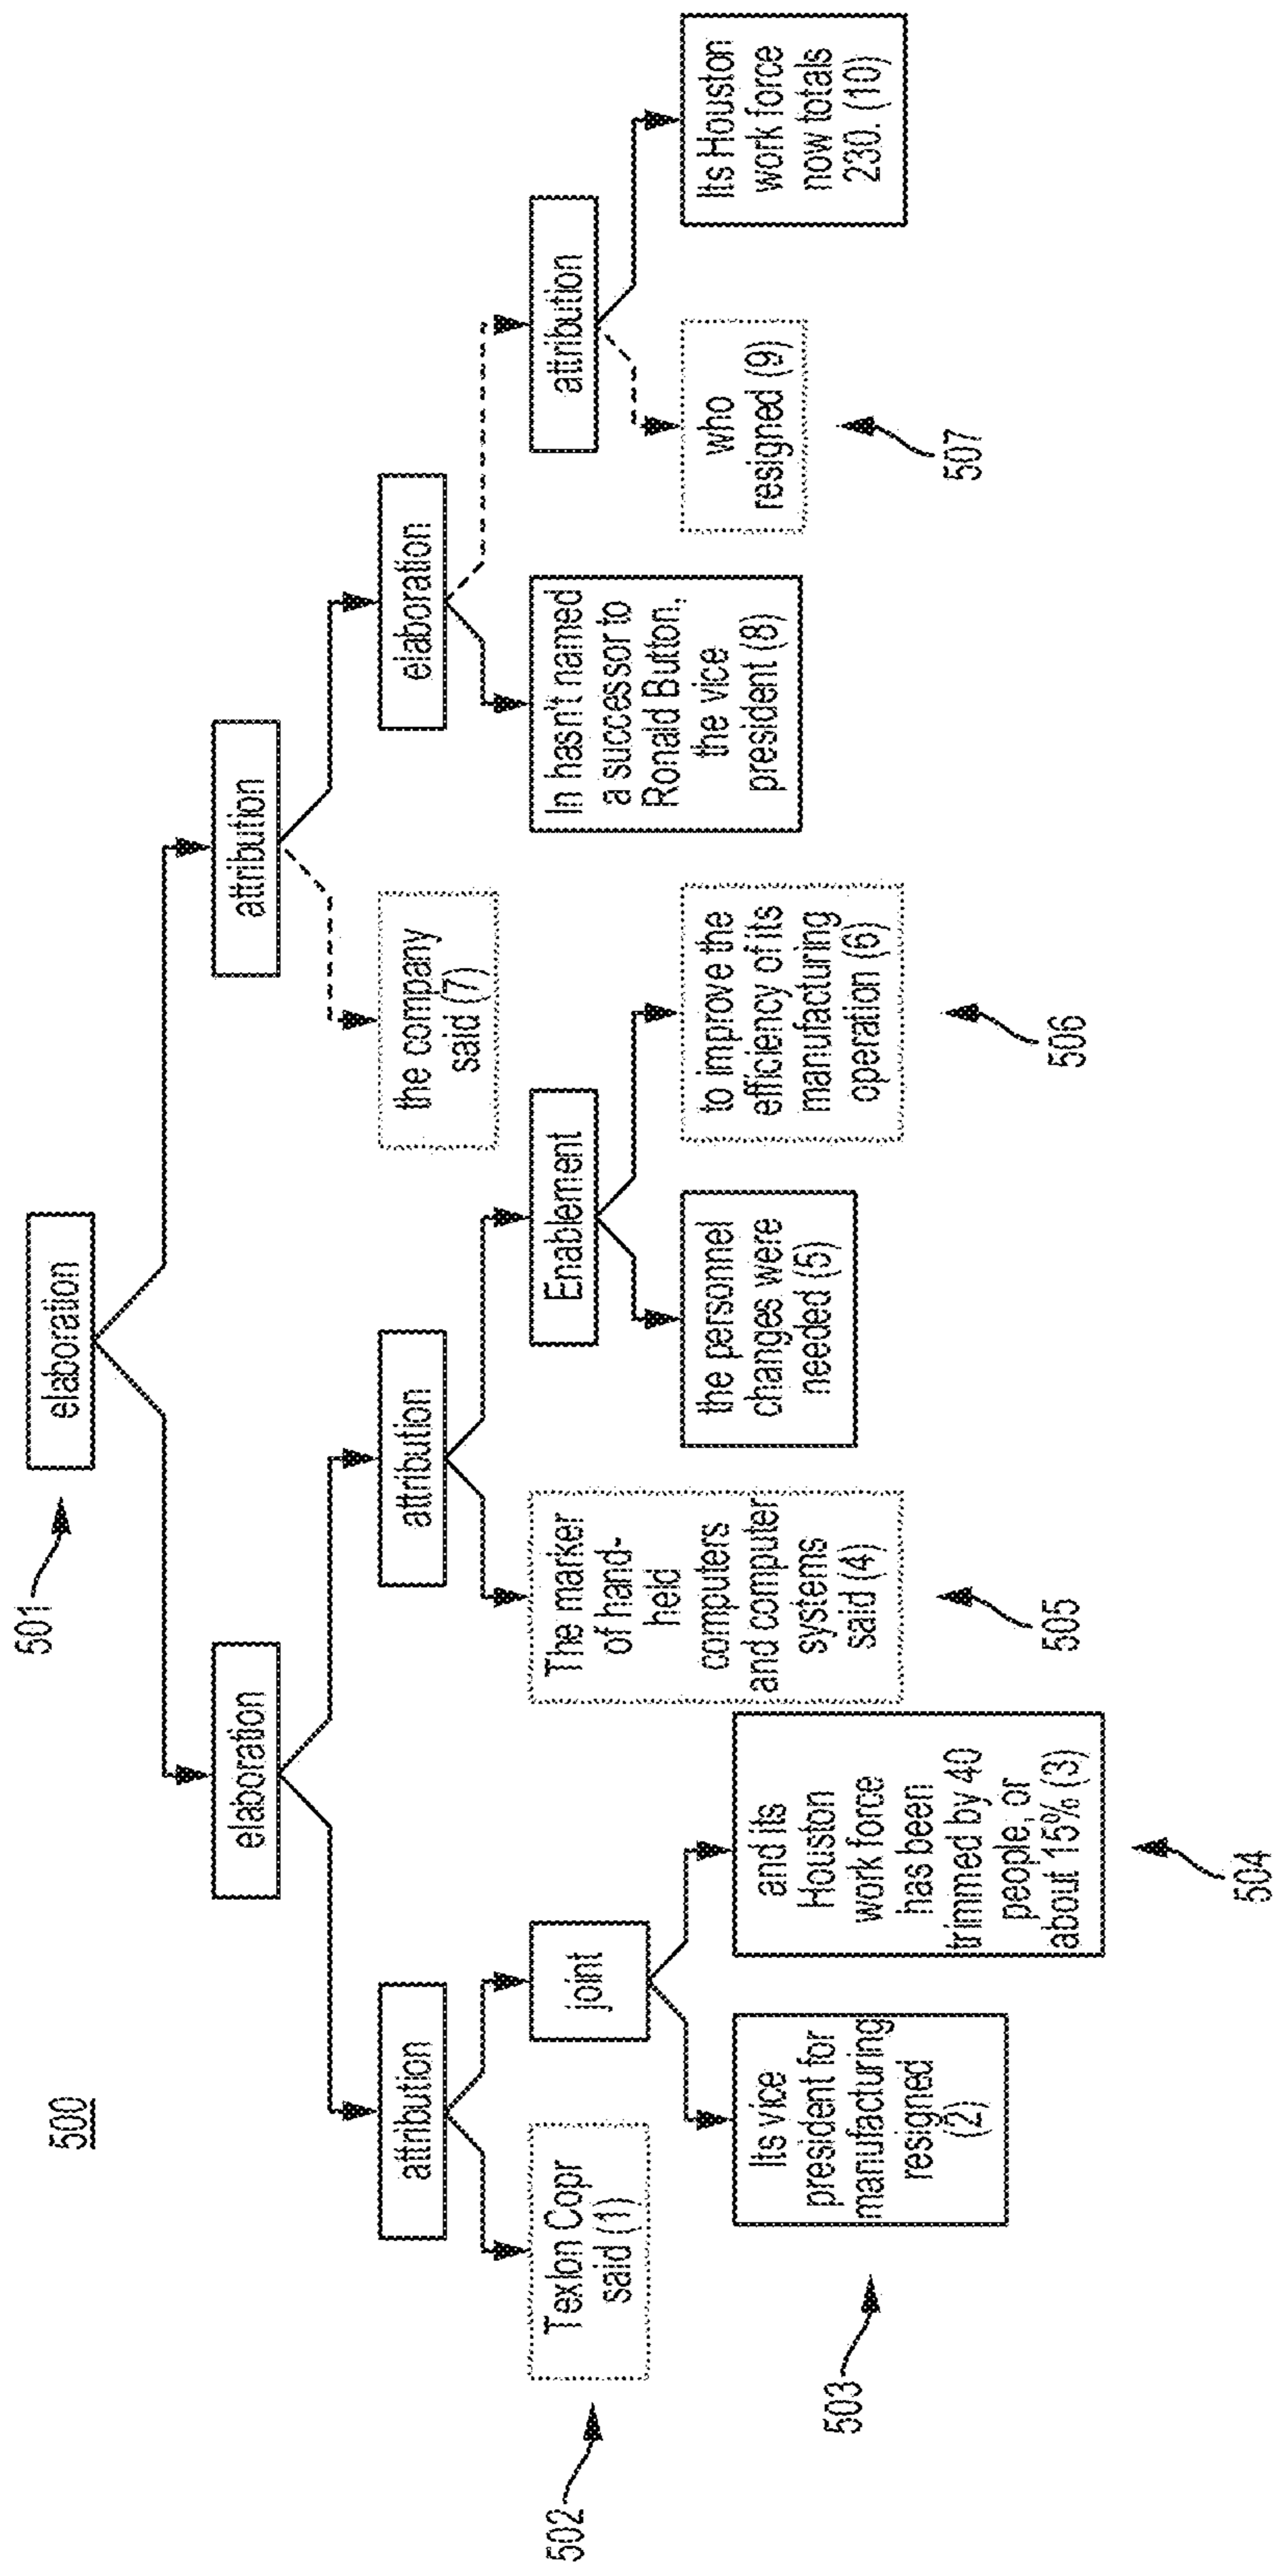 500
501
elaboration
elaboration
attribution
attribution
attribution
the company
said (7)
elaboration
502
Texlon Copr
said (1)
joint
The marker
of hand-
held
computers
and computer
systems
said (4)
505
Enablement
In hasn't named
a successor to
Ronald Button,
the vice
president (8)
attribution
503
Its vice
president for
manufacturing
resigned
(2)
and its
Houston
work force
has been
trimmed by 40
people, or
about 15% (3)
504
the personnel
changes were
needed (5)
to improve the
efficiency of its
manufacturing
operation (6)
506
who
resigned (9)
507
Its Houston
work force
now totals
230. (10)